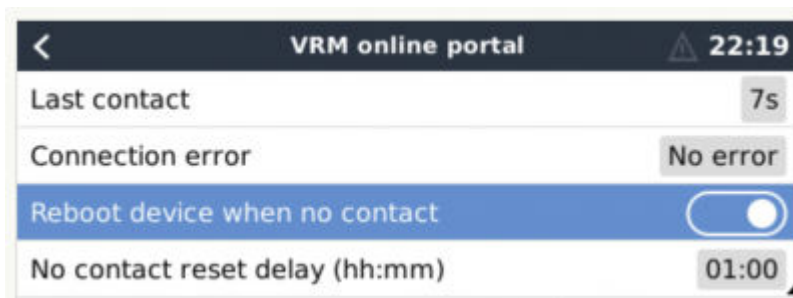 VRM online portal 22:19
Last contact 7s
Connection error No error
Reboot device when no contact
No contact reset delay (hh:mm) 01:00